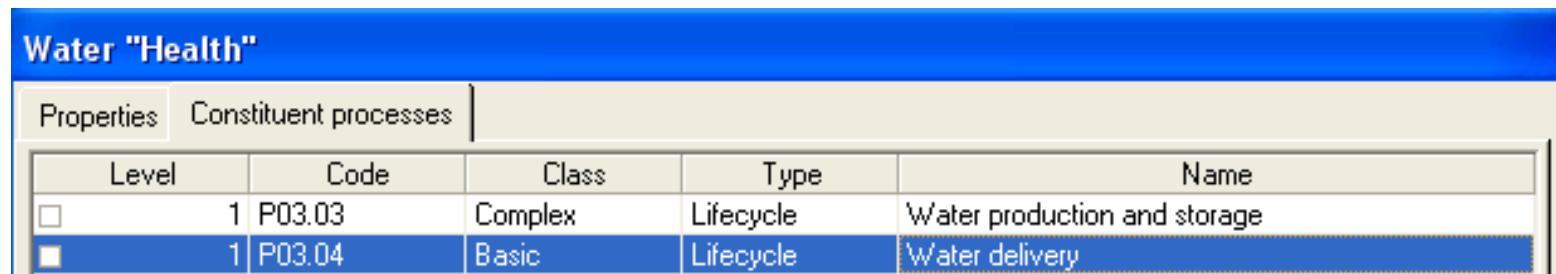 Water "Health"
Properties Constituent processes
Level Code Class Type Name
1 P03.03 Complex Lifecycle Water production and storage
1 P03.04 Basic Lifecycle Water delivery